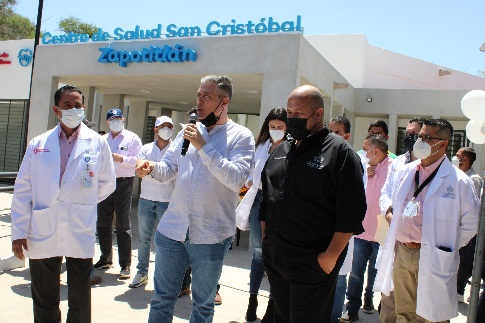 Centro de Salud San Cristóbal
Zapotitlán